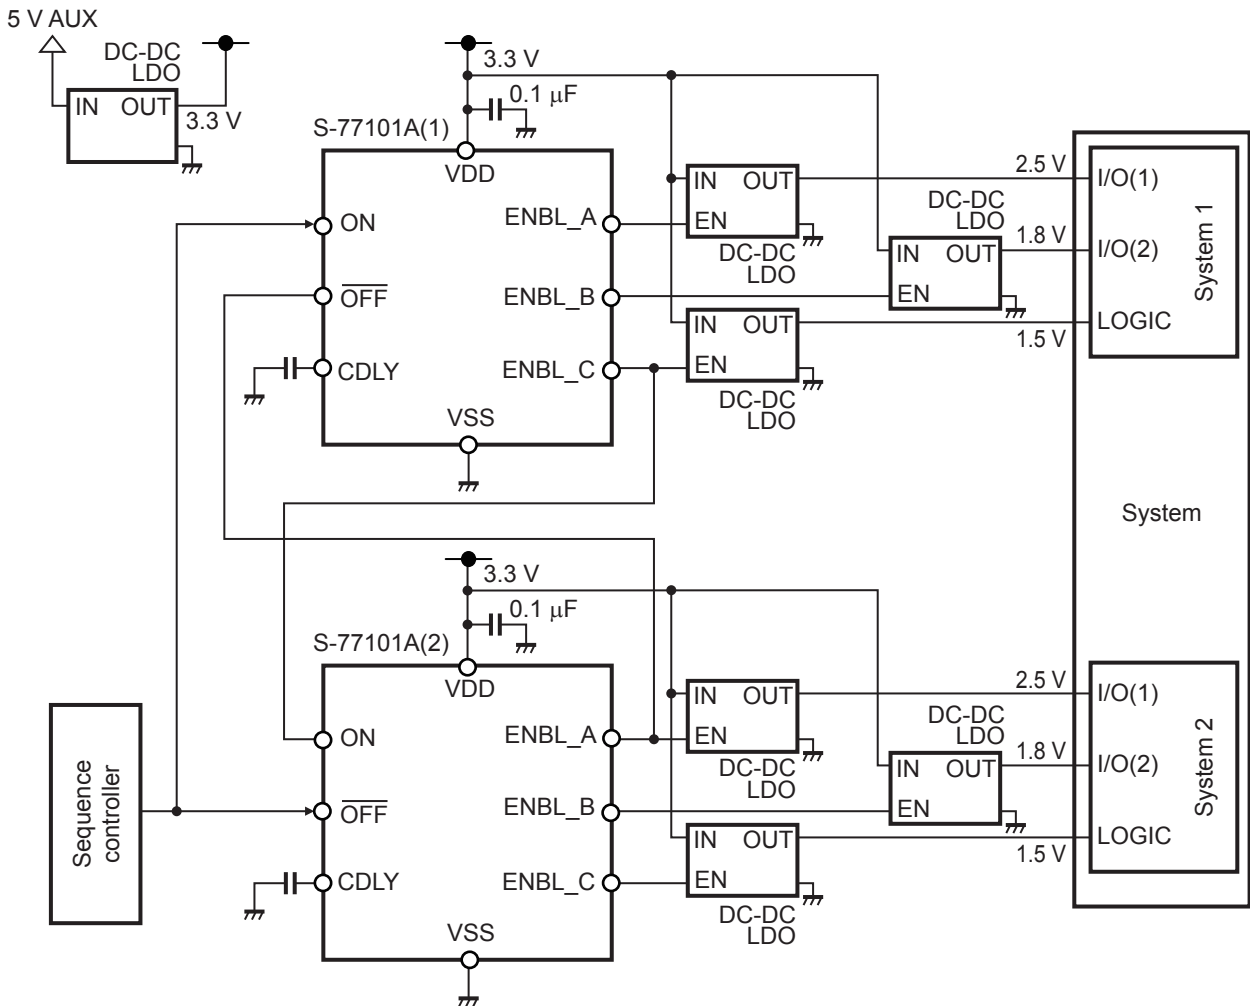 5 V AUX
DC-DC
LDO
IN OUT
3.3 V
3.3 V
0.1 μF
S-77101A(1)
VDD
ON
OFF
CDLY
VSS
ENBL_A
ENBL_B
ENBL_C
IN OUT
EN
DC-DC
LDO
DC-DC
LDO
IN OUT
EN
IN OUT
EN
DC-DC
LDO
2.5 V
1.8 V
1.5 V
I/O(1)
I/O(2)
LOGIC
System 1
System
3.3 V
0.1 μF
S-77101A(2)
VDD
ON
OFF
CDLY
VSS
ENBL_A
ENBL_B
ENBL_C
Sequence
controller
IN OUT
EN
DC-DC
LDO
DC-DC
LDO
IN OUT
EN
IN OUT
EN
DC-DC
LDO
2.5 V
1.8 V
1.5 V
I/O(1)
I/O(2)
LOGIC
System 2